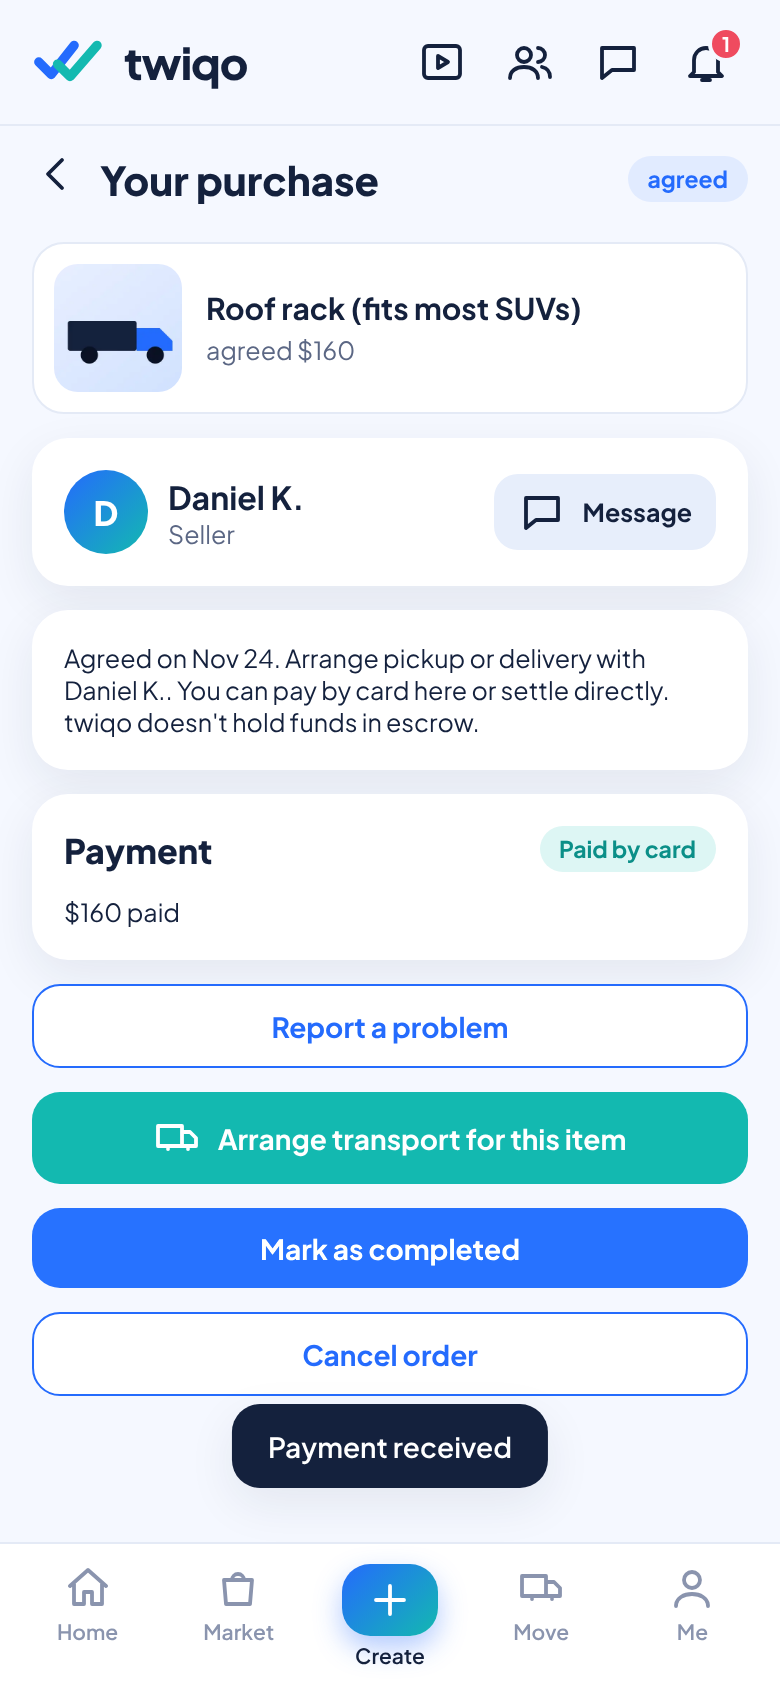 twiqo
1
Your purchase
agreed
Roof rack (fits most SUVs)
agreed $160
D
Daniel K.
Seller
Message
Agreed on Nov 24. Arrange pickup or delivery with
Daniel K.. You can pay by card here or settle directly.
twiqo doesn't hold funds in escrow.
Payment
Paid by card
$160 paid
Report a problem
Arrange transport for this item
Mark as completed
Cancel order
Payment received
Home
Market
Create
Move
Me